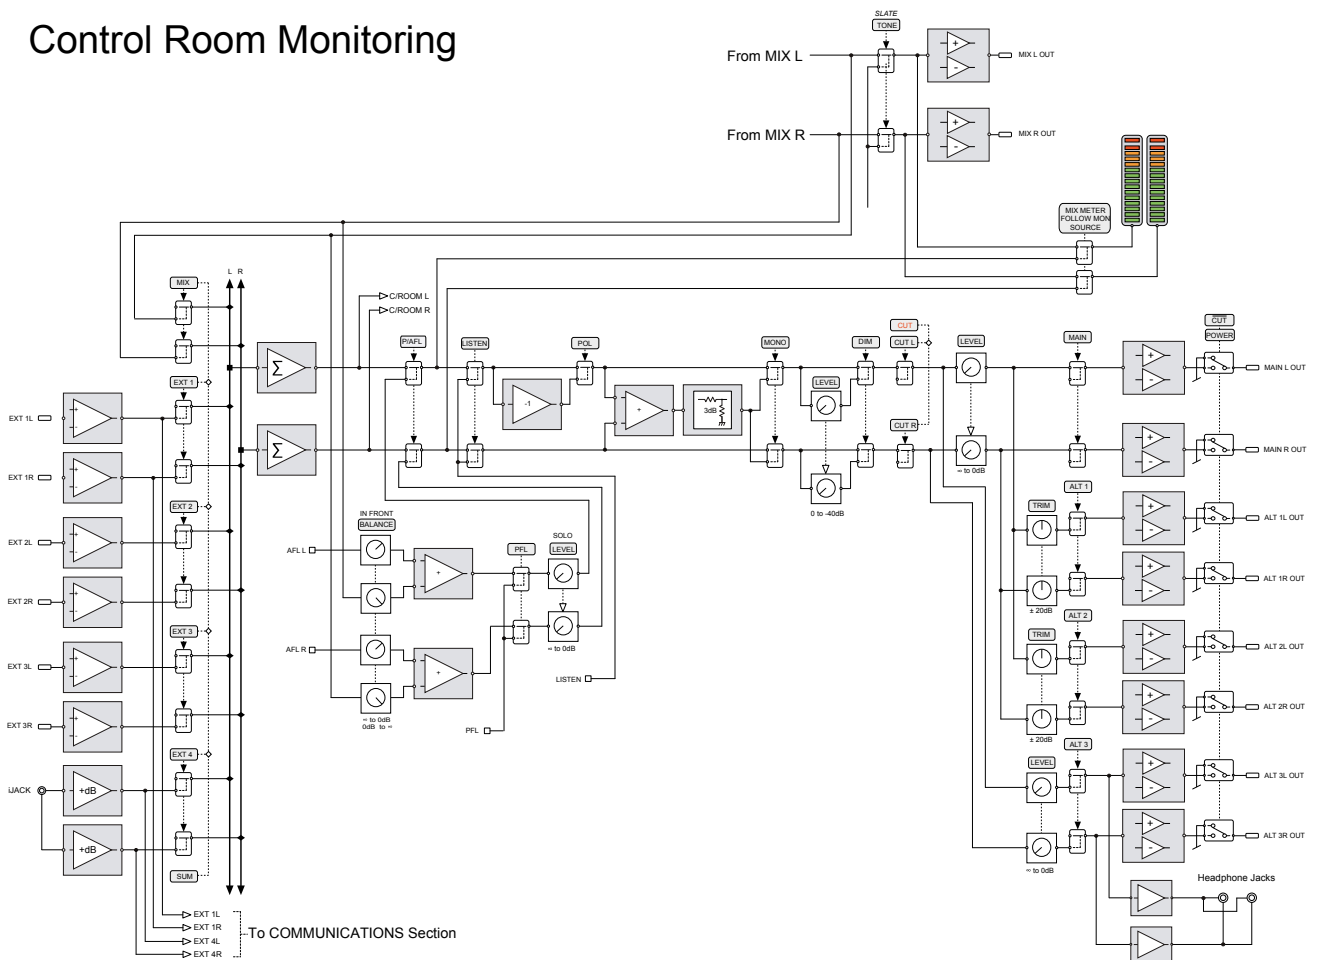 Control Room Monitoring
SLATE
TONE
From MIX L
+
-
MIX L OUT
From MIX R
+
-
MIX R OUT
MIX METER
FOLLOW MON
SOURCE
L R
MIX
C/ROOM L
C/ROOM R
P/AFL
LISTEN
POL
MONO
DIM
CUT
CUT L
LEVEL
MAIN
CUT
POWER
Σ
-1
+
3dB
LEVEL
+
-
MAIN L OUT
EXT 1
EXT 1L
+
-
Σ
CUT R
∞ to 0dB
+
-
MAIN R OUT
EXT 1R
+
-
0 to -40dB
ALT 1
TRIM
+
-
ALT 1L OUT
EXT 2
EXT 2L
+
-
IN FRONT
BALANCE
AFL L
+
PFL
SOLO
LEVEL
± 20dB
+
-
ALT 1R OUT
EXT 2R
+
-
ALT 2
TRIM
+
-
ALT 2L OUT
EXT 3
EXT 3L
+
-
AFL R
+
∞ to 0dB
LISTEN
± 20dB
+
-
ALT 2R OUT
EXT 3R
+
-
∞ to 0dB
0dB to ∞
PFL
ALT 3
LEVEL
+
-
ALT 3L OUT
EXT 4
iJACK
+dB
+dB
∞ to 0dB
+
-
ALT 3R OUT
SUM
Headphone Jacks
EXT 1L
EXT 1R
EXT 4L
EXT 4R
To COMMUNICATIONS Section